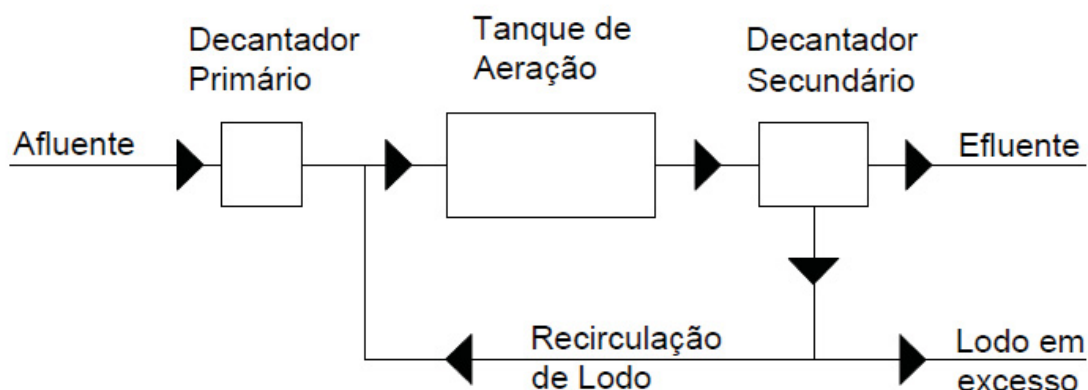 Decantador
Primário
Tanque de
Aeração
Decantador
Secundário
Afluente
Efluente
Recirculação
de Lodo
Lodo em
excesso